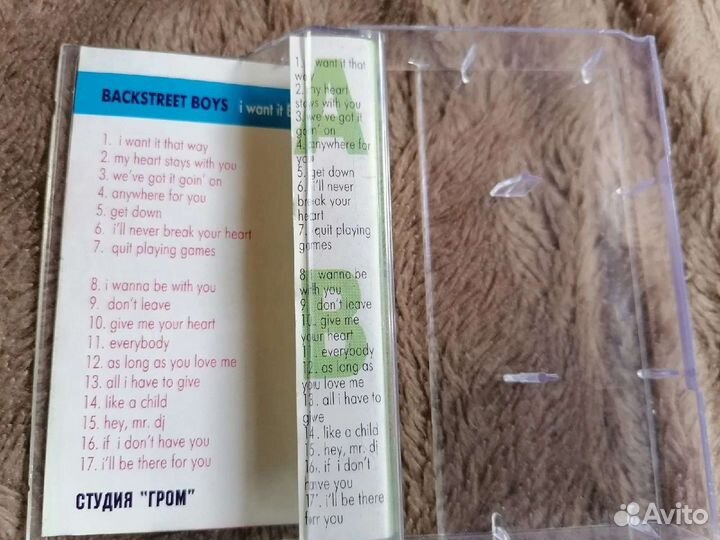 BACKSTREET BOYS i want it
1. i want it that way
2. my heart stays with you
3. we've got it goin' on
4. anywhere for you
5. get down
6. i'll never break your heart
7. quit playing games
8. i wanna be with you
9. don't leave
10. give me your heart
11. everybody
12. as long as you love me
13. all i have to give
14. like a child
15. hey, mr. dj
16. if i don't have you
17. i'll be there for you
СТУДИЯ "ГРОМ"
A
1. i want it that
way
2. my heart
stays with you
3. we've got it
goin' on
4. anywhere for
you
5. get down
6. i'll never
break your
heart
7. quit playing
games
B
8. i wanna be
with you
9. don't leave
10. give me
your heart
11. everybody
12. as long as
you love me
13. all i have to
give
14. like a child
15. hey, mr. dj
16. if i don't
have you
17. i'll be there
for you
Avito